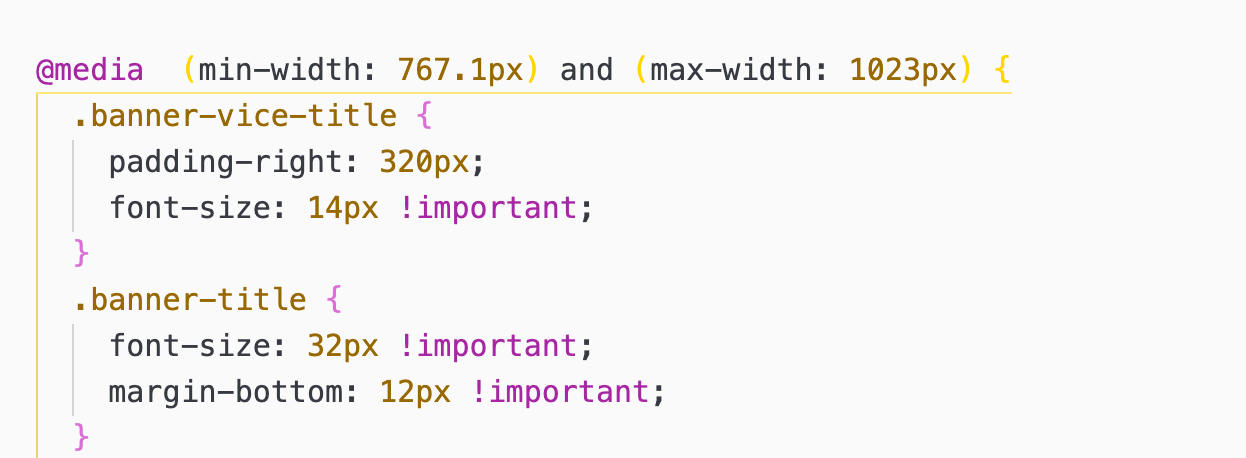 @media  (min-width: 767.1px) and (max-width: 1023px) {
  .banner-vice-title {
    padding-right: 320px;
    font-size: 14px !important;
  }
  .banner-title {
    font-size: 32px !important;
    margin-bottom: 12px !important;
  }